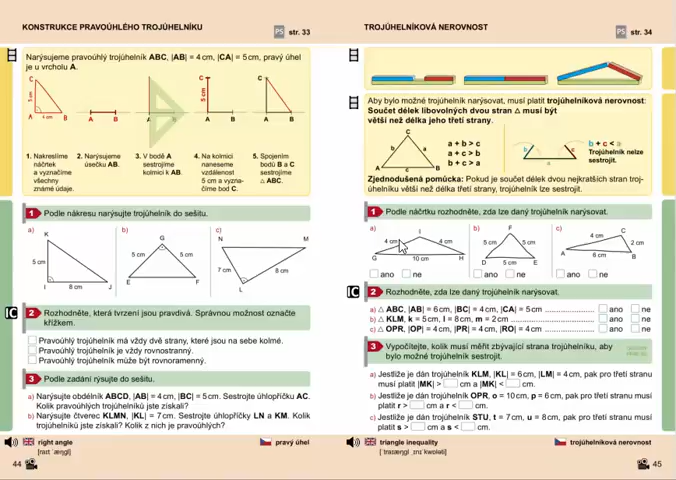 KONSTRUKCE PRAVOÚHLÉHO TROJÚHELNÍKU
PS str. 33
Narýsujeme pravoúhlý trojúhelník ABC, |AB| = 4 cm, |CA| = 5 cm, pravý úhel
je u vrcholu A.
C
5 cm
A 4 cm B
A B
A B
C
5 cm
A B
C
A B
1. Nakreslíme
náčrtek
a vyznačíme
všechny
známé údaje.
2. Narýsujeme
úsečku AB.
3. V bodě A
sestrojíme
kolmici k AB.
4. Na kolmici
naneseme
vzdálenost
5 cm a vyzna-
číme bod C.
5. Spojením
bodů B a C
sestrojíme
△ ABC.
1 Podle nákresu narýsujte trojúhelník do sešitu.
a)
K
5 cm
I 8 cm J
b)
G
5 cm 5 cm
E F
c)
N M
7 cm 8 cm
L
2 Rozhodněte, která tvrzení jsou pravdivá. Správnou možnost označte
křížkem.
Pravoúhlý trojúhelník má vždy dvě strany, které jsou na sebe kolmé.
Pravoúhlý trojúhelník je vždy rovnostranný.
Pravoúhlý trojúhelník může být rovnoramenný.
3 Podle zadání rýsujte do sešitu.
a) Narýsujte obdélník ABCD, |AB| = 4 cm, |BC| = 5 cm. Sestrojte úhlopříčku AC.
Kolik pravoúhlých trojúhelníků jste získali?
b) Narýsujte čtverec KLMN, |KL| = 7 cm. Sestrojte úhlopříčky LN a KM. Kolik
trojúhelníků jste získali? Kolik z nich je pravoúhlých?
right angle
pravý úhel
44
TROJÚHELNÍKOVÁ NEROVNOST
PS str. 34
Aby bylo možné trojúhelník narýsovat, musí platit trojúhelníková nerovnost:
Součet délek libovolných dvou stran △ musí být
větší než délka jeho třetí strany.
C
b a
A c B
a + b > c
a + c > b
b + c > a
b c
a
b + c < a
Trojúhelník nelze
sestrojit.
Zjednodušená pomůcka: Pokud je součet délek dvou nejkratších stran troj-
úhelníku větší než délka třetí strany, trojúhelník lze sestrojit.
1 Podle náčrtku rozhodněte, zda lze daný trojúhelník narýsovat.
a)
I
4 cm 4 cm
G 10 cm H
ano ne
b)
F
5 cm 5 cm
D 5 cm E
ano ne
c)
C
4 cm 2 cm
A 6 cm B
ano ne
2 Rozhodněte, zda lze daný trojúhelník narýsovat.
a) △ ABC, |AB| = 6 cm, |BC| = 4 cm, |CA| = 5 cm ano ne
b) △ KLM, k = 5 cm, l = 8 cm, m = 2 cm ano ne
c) △ OPR, |OP| = 4 cm, |PR| = 4 cm, |RO| = 4 cm ano ne
3 Vypočítejte, kolik musí měřit zbývající strana trojúhelníku, aby
bylo možné trojúhelník sestrojit.
a) Jestliže je dán trojúhelník KLM, |KL| = 6 cm, |LM| = 4 cm, pak pro třetí stranu
musí platit |MK| > cm a |MK| < cm.
b) Jestliže je dán trojúhelník OPR, o = 10 cm, p = 6 cm, pak pro třetí stranu musí
platit r > cm a r < cm.
c) Jestliže je dán trojúhelník STU, t = 7 cm, u = 8 cm, pak pro třetí stranu musí
platit s > cm a s < cm.
triangle inequality
trojúhelníková nerovnost
45